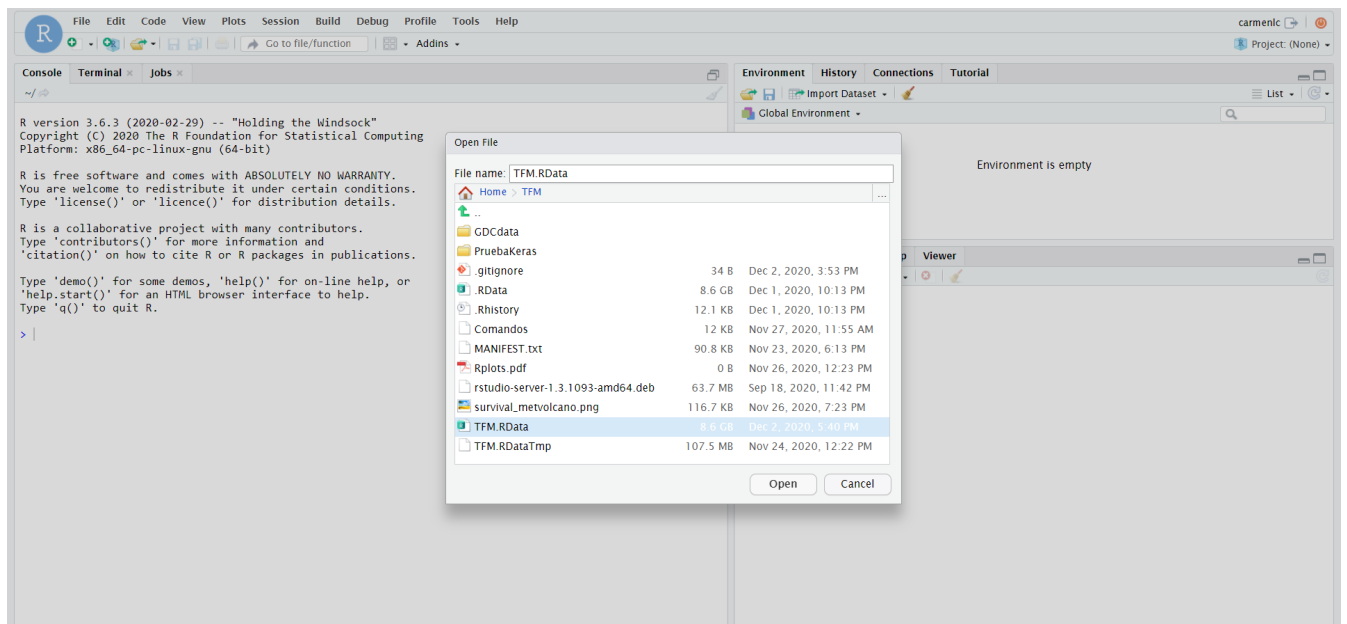 R
File Edit Code View Plots Session Build Debug Profile Tools Help
carmenlc
Go to file/function
Addins
Project: (None)
Console Terminal Jobs
~/
R version 3.6.3 (2020-02-29) -- "Holding the Windsock"
Copyright (C) 2020 The R Foundation for Statistical Computing
Platform: x86_64-pc-linux-gnu (64-bit)
R is free software and comes with ABSOLUTELY NO WARRANTY.
You are welcome to redistribute it under certain conditions.
Type 'license()' or 'licence()' for distribution details.
R is a collaborative project with many contributors.
Type 'contributors()' for more information and
'citation()' on how to cite R or R packages in publications.
Type 'demo()' for some demos, 'help()' for on-line help, or
'help.start()' for an HTML browser interface to help.
Type 'q()' to quit R.
>
Open File
File name: TFM.RData
Home > TFM
...
..
GDCdata
PruebaKeras
.gitignore 34 B Dec 2, 2020, 3:53 PM
.RData 8.6 GB Dec 1, 2020, 10:13 PM
.Rhistory 12.1 KB Dec 1, 2020, 10:13 PM
Comandos 12 KB Nov 27, 2020, 11:55 AM
MANIFEST.txt 90.8 KB Nov 23, 2020, 6:13 PM
Rplots.pdf 0 B Nov 26, 2020, 12:23 PM
rstudio-server-1.3.1093-amd64.deb 63.7 MB Sep 18, 2020, 11:42 PM
survival_metvolcano.png 116.7 KB Nov 26, 2020, 7:23 PM
TFM.RData 8.6 GB Dec 2, 2020, 5:40 PM
TFM.RDataTmp 107.5 MB Nov 24, 2020, 12:22 PM
Open Cancel
Environment History Connections Tutorial
Import Dataset
List
Global Environment
Environment is empty
p Viewer